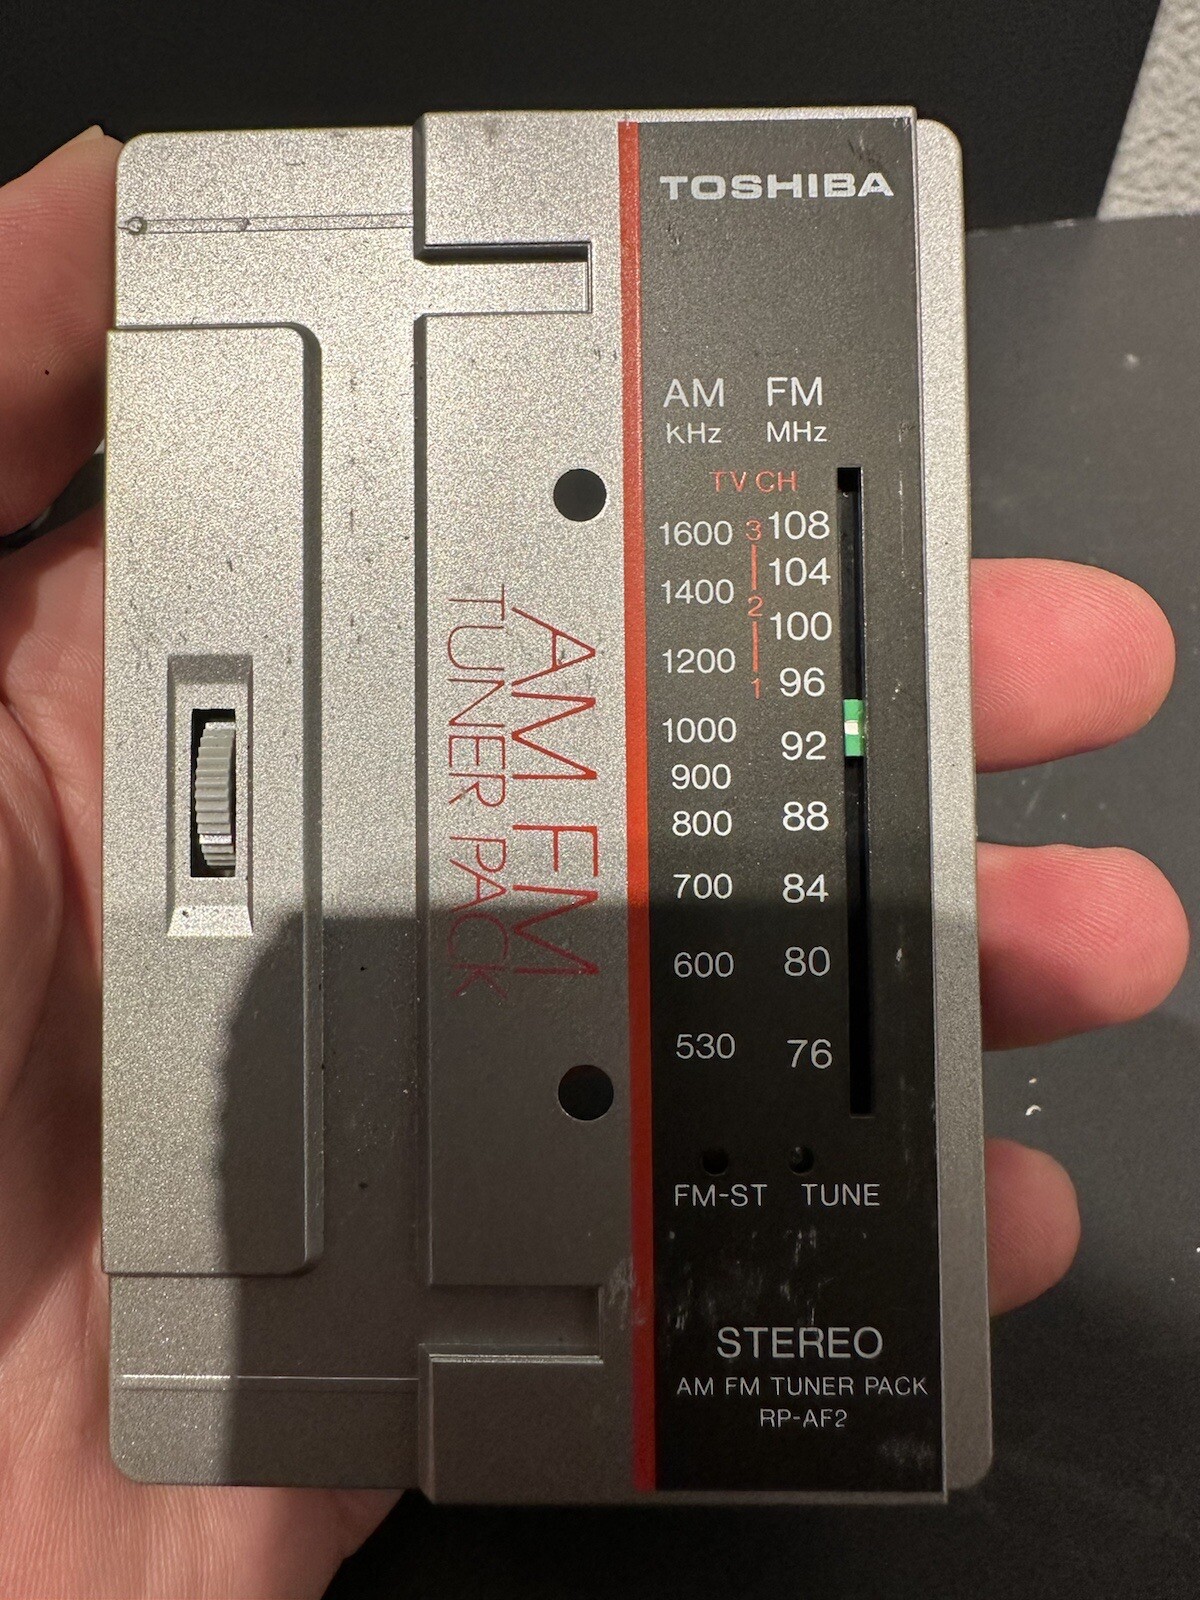 TOSHIBA
AM FM
KHz MHz
TV CH
1600 3 108
1400 104
2
1200 100
1 96
1000 92
900
800 88
700 84
600 80
530 76
FM-ST TUNE
STEREO
AM FM TUNER PACK
RP-AF2
AM FM
TUNER PACK